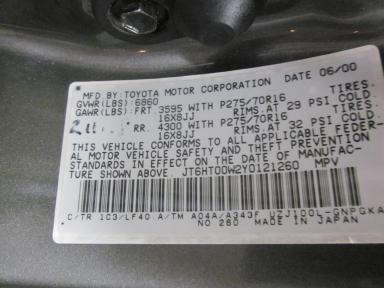 MFD BY:TOYOTA MOTOR CORPORATION DATE 06/00
GVWR(LBS):6860
GAWR(LBS): FRT 3595 WITH P275/70R16
16X8JJ RIMS.AT 29 PSI COLD.
RR. 4300 WITH P275/70R16
16X8JJ RIMS.AT 32 PSI COLD.
THIS VEHICLE CONFORMS TO ALL APPLICABLE FEDER-
AL MOTOR VEHICLE SAFETY AND THEFT PREVENTION
STANDARDS IN EFFECT ON THE DATE OF MANUFAC-
TURE SHOWN ABOVE. JT6HT00W2Y0121260 MPV
C/TR 1C3/LF40 A/TM A04A/A343F UZJ100L-GNPGKA
NO 280 MADE IN JAPAN